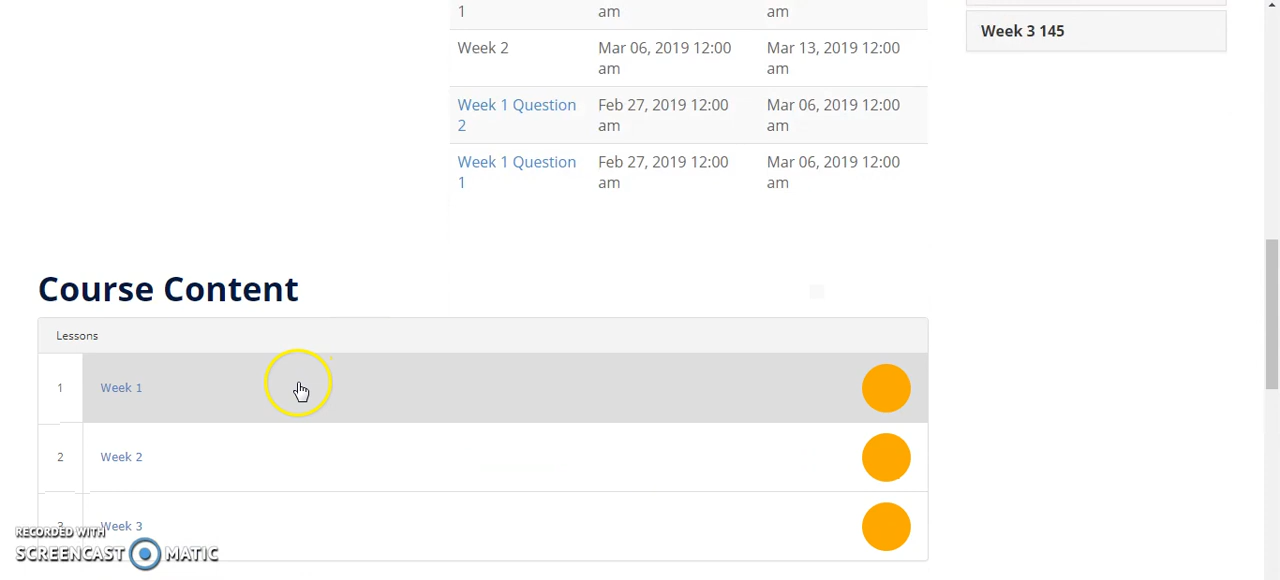 1 am am
Week 2 Mar 06, 2019 12:00 Mar 13, 2019 12:00
am am
Week 1 Question Feb 27, 2019 12:00 Mar 06, 2019 12:00
2 am am
Week 1 Question Feb 27, 2019 12:00 Mar 06, 2019 12:00
1 am am
Week 3 145
Course Content
Lessons
1 Week 1
2 Week 2
3 Week 3
RECORDED WITH
SCREENCAST MATIC